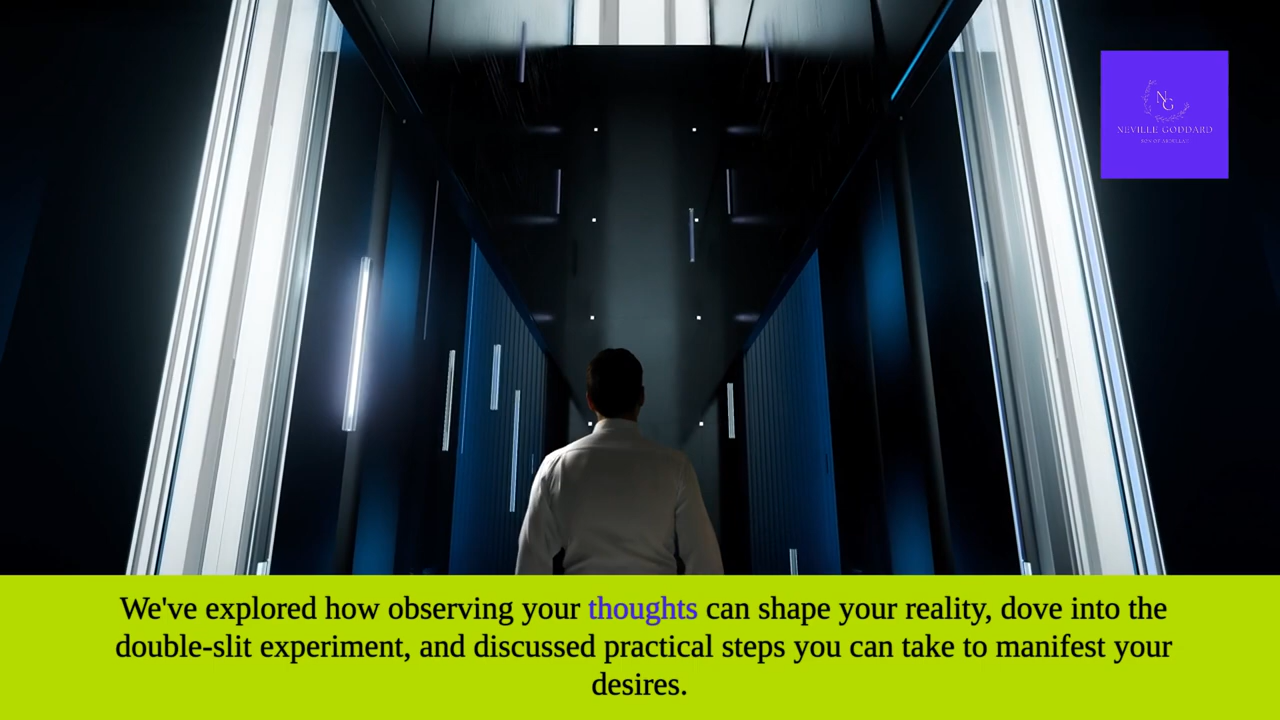 NG
NEVILLE GODDARD
We've explored how observing your thoughts can shape your reality, dove into the
double-slit experiment, and discussed practical steps you can take to manifest your
desires.